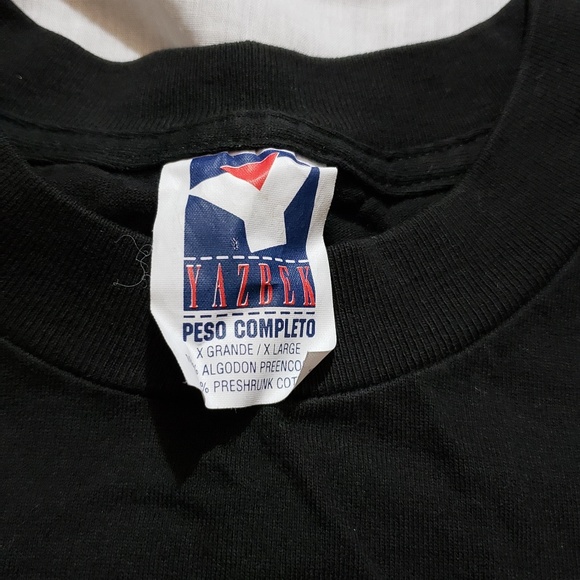 YAZBEK
PESO COMPLETO
X GRANDE / X LARGE
% ALGODON PREENCO
% PRESHRUNK COT